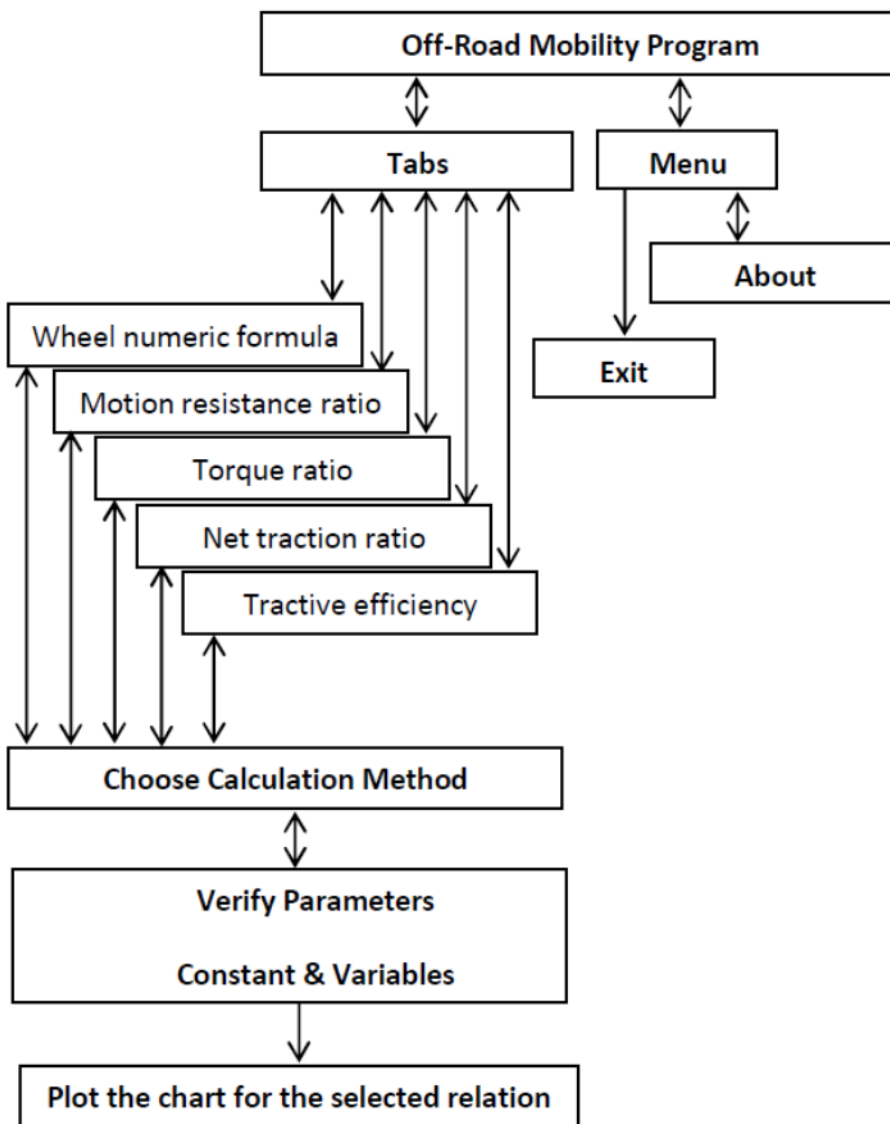 Off-Road Mobility Program
Tabs
Menu
About
Wheel numeric formula
Exit
Motion resistance ratio
Torque ratio
Net traction ratio
Tractive efficiency
Choose Calculation Method
Verify Parameters
Constant & Variables
Plot the chart for the selected relation